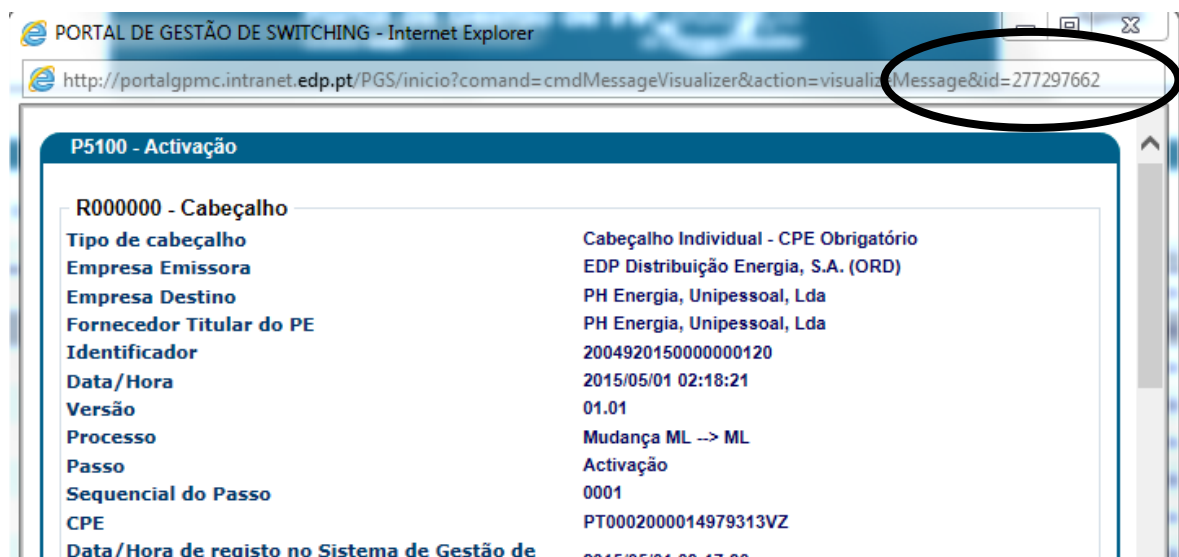 PORTAL DE GESTÃO DE SWITCHING - Internet Explorer
http://portalgpmc.intranet.edp.pt/PGS/inicio?comand=cmdMessageVisualizer&action=visualizeMessage&id=277297662
P5100 - Activação
R000000 - Cabeçalho
Tipo de cabeçalho Cabeçalho Individual - CPE Obrigatório
Empresa Emissora EDP Distribuição Energia, S.A. (ORD)
Empresa Destino PH Energia, Unipessoal, Lda
Fornecedor Titular do PE PH Energia, Unipessoal, Lda
Identificador 2004920150000000120
Data/Hora 2015/05/01 02:18:21
Versão 01.01
Processo Mudança ML --> ML
Passo Activação
Sequencial do Passo 0001
CPE PT0002000014979313VZ
Data/Hora de registo no Sistema de Gestão de